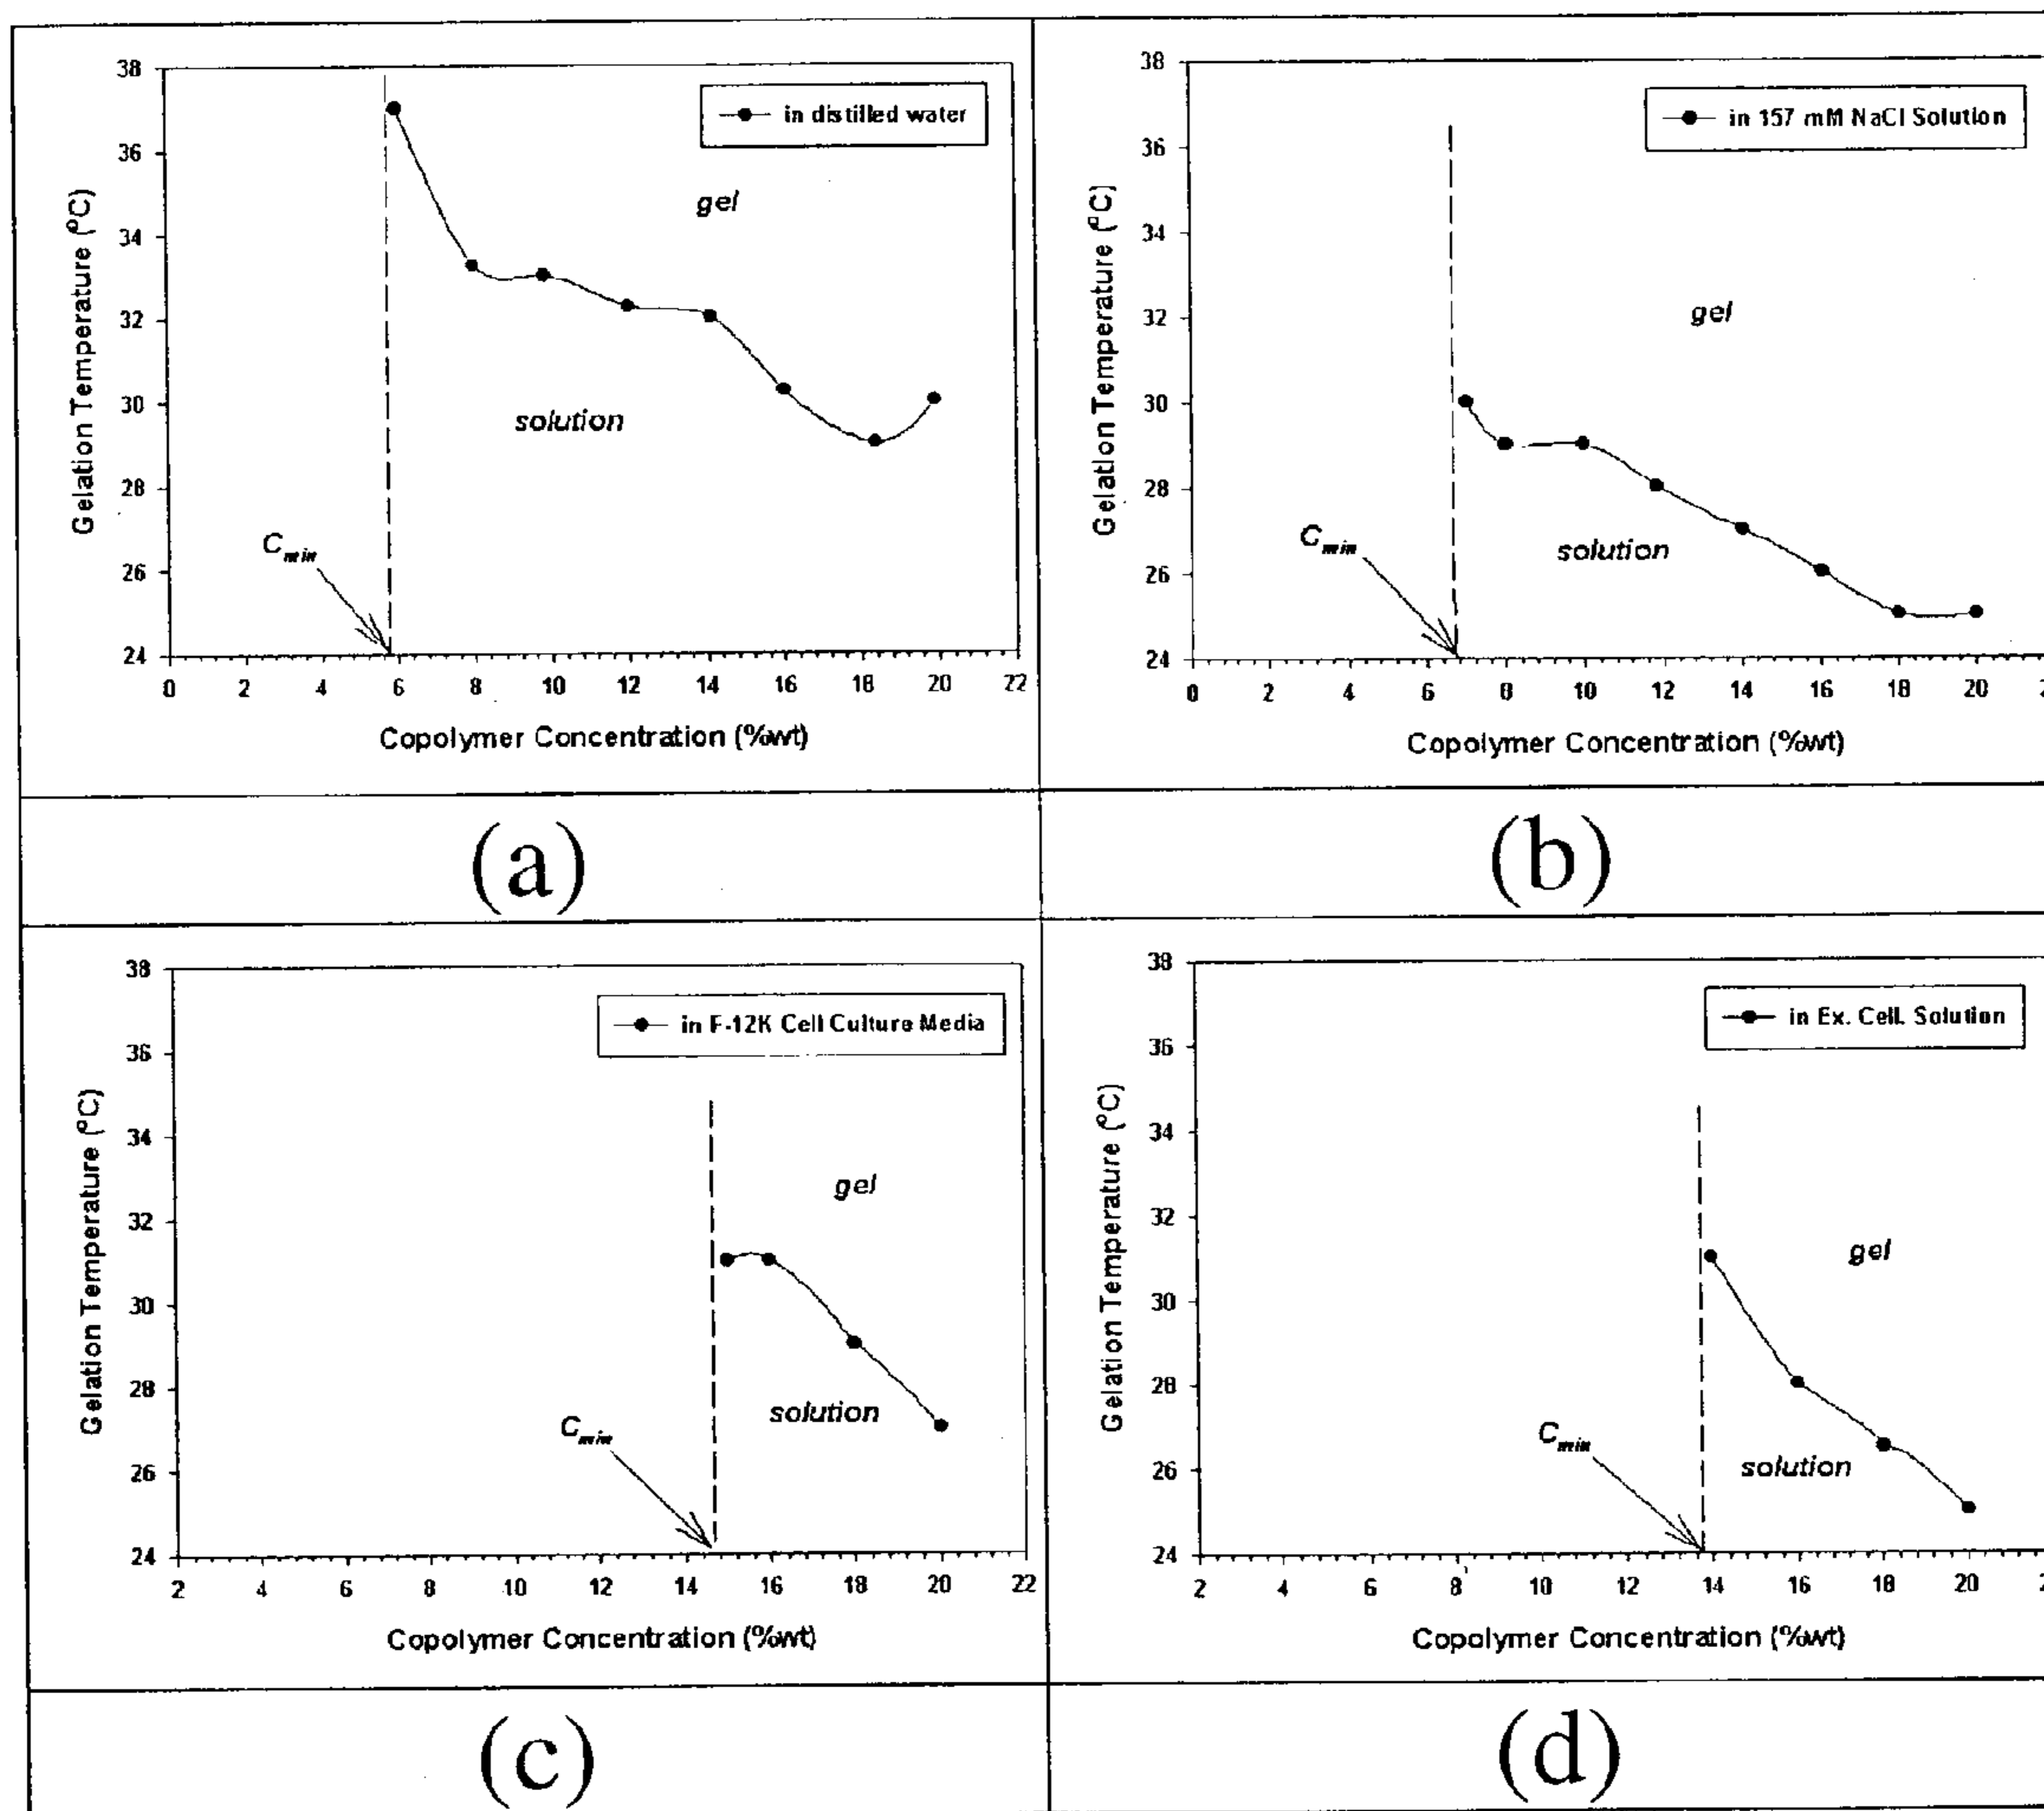 38
36
34
32
30
28
26
24
Gelation Temperature (°C)
in distilled water
gel
solution
Cmin
0 2 4 6 8 10 12 14 16 18 20 22
Copolymer Concentration (%wt)
(a)
38
36
34
32
30
28
26
24
Gelation Temperature (°C)
in 157 mM NaCl Solution
gel
solution
Cmin
0 2 4 6 8 10 12 14 16 18 20
Copolymer Concentration (%wt)
(b)
38
36
34
32
30
28
26
24
Gelation Temperature (°C)
in F-12K Cell Culture Media
gel
solution
Cmin
2 4 6 8 10 12 14 16 18 20 22
Copolymer Concentration (%wt)
(c)
38
36
34
32
30
28
26
24
Gelation Temperature (°C)
in Ex. Cell. Solution
gel
solution
Cmin
2 4 6 8 10 12 14 16 18 20
Copolymer Concentration (%wt)
(d)